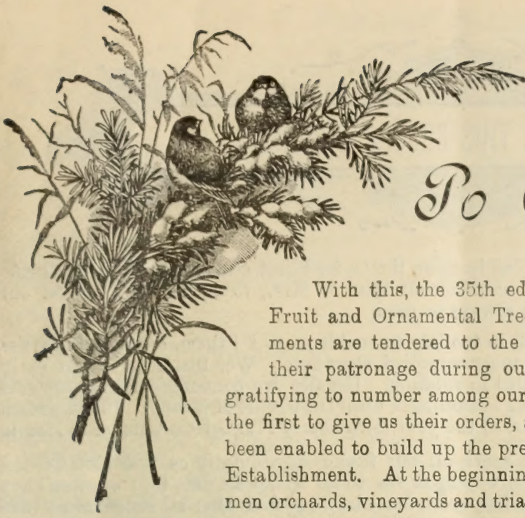 To
With this, the 35th ed
Fruit and Ornamental Tre
ments are tendered to the
their patronage during ou
gratifying to number among our
the first to give us their orders,
been enabled to build up the pre
Establishment. At the beginnin
men orchards, vineyards and tria